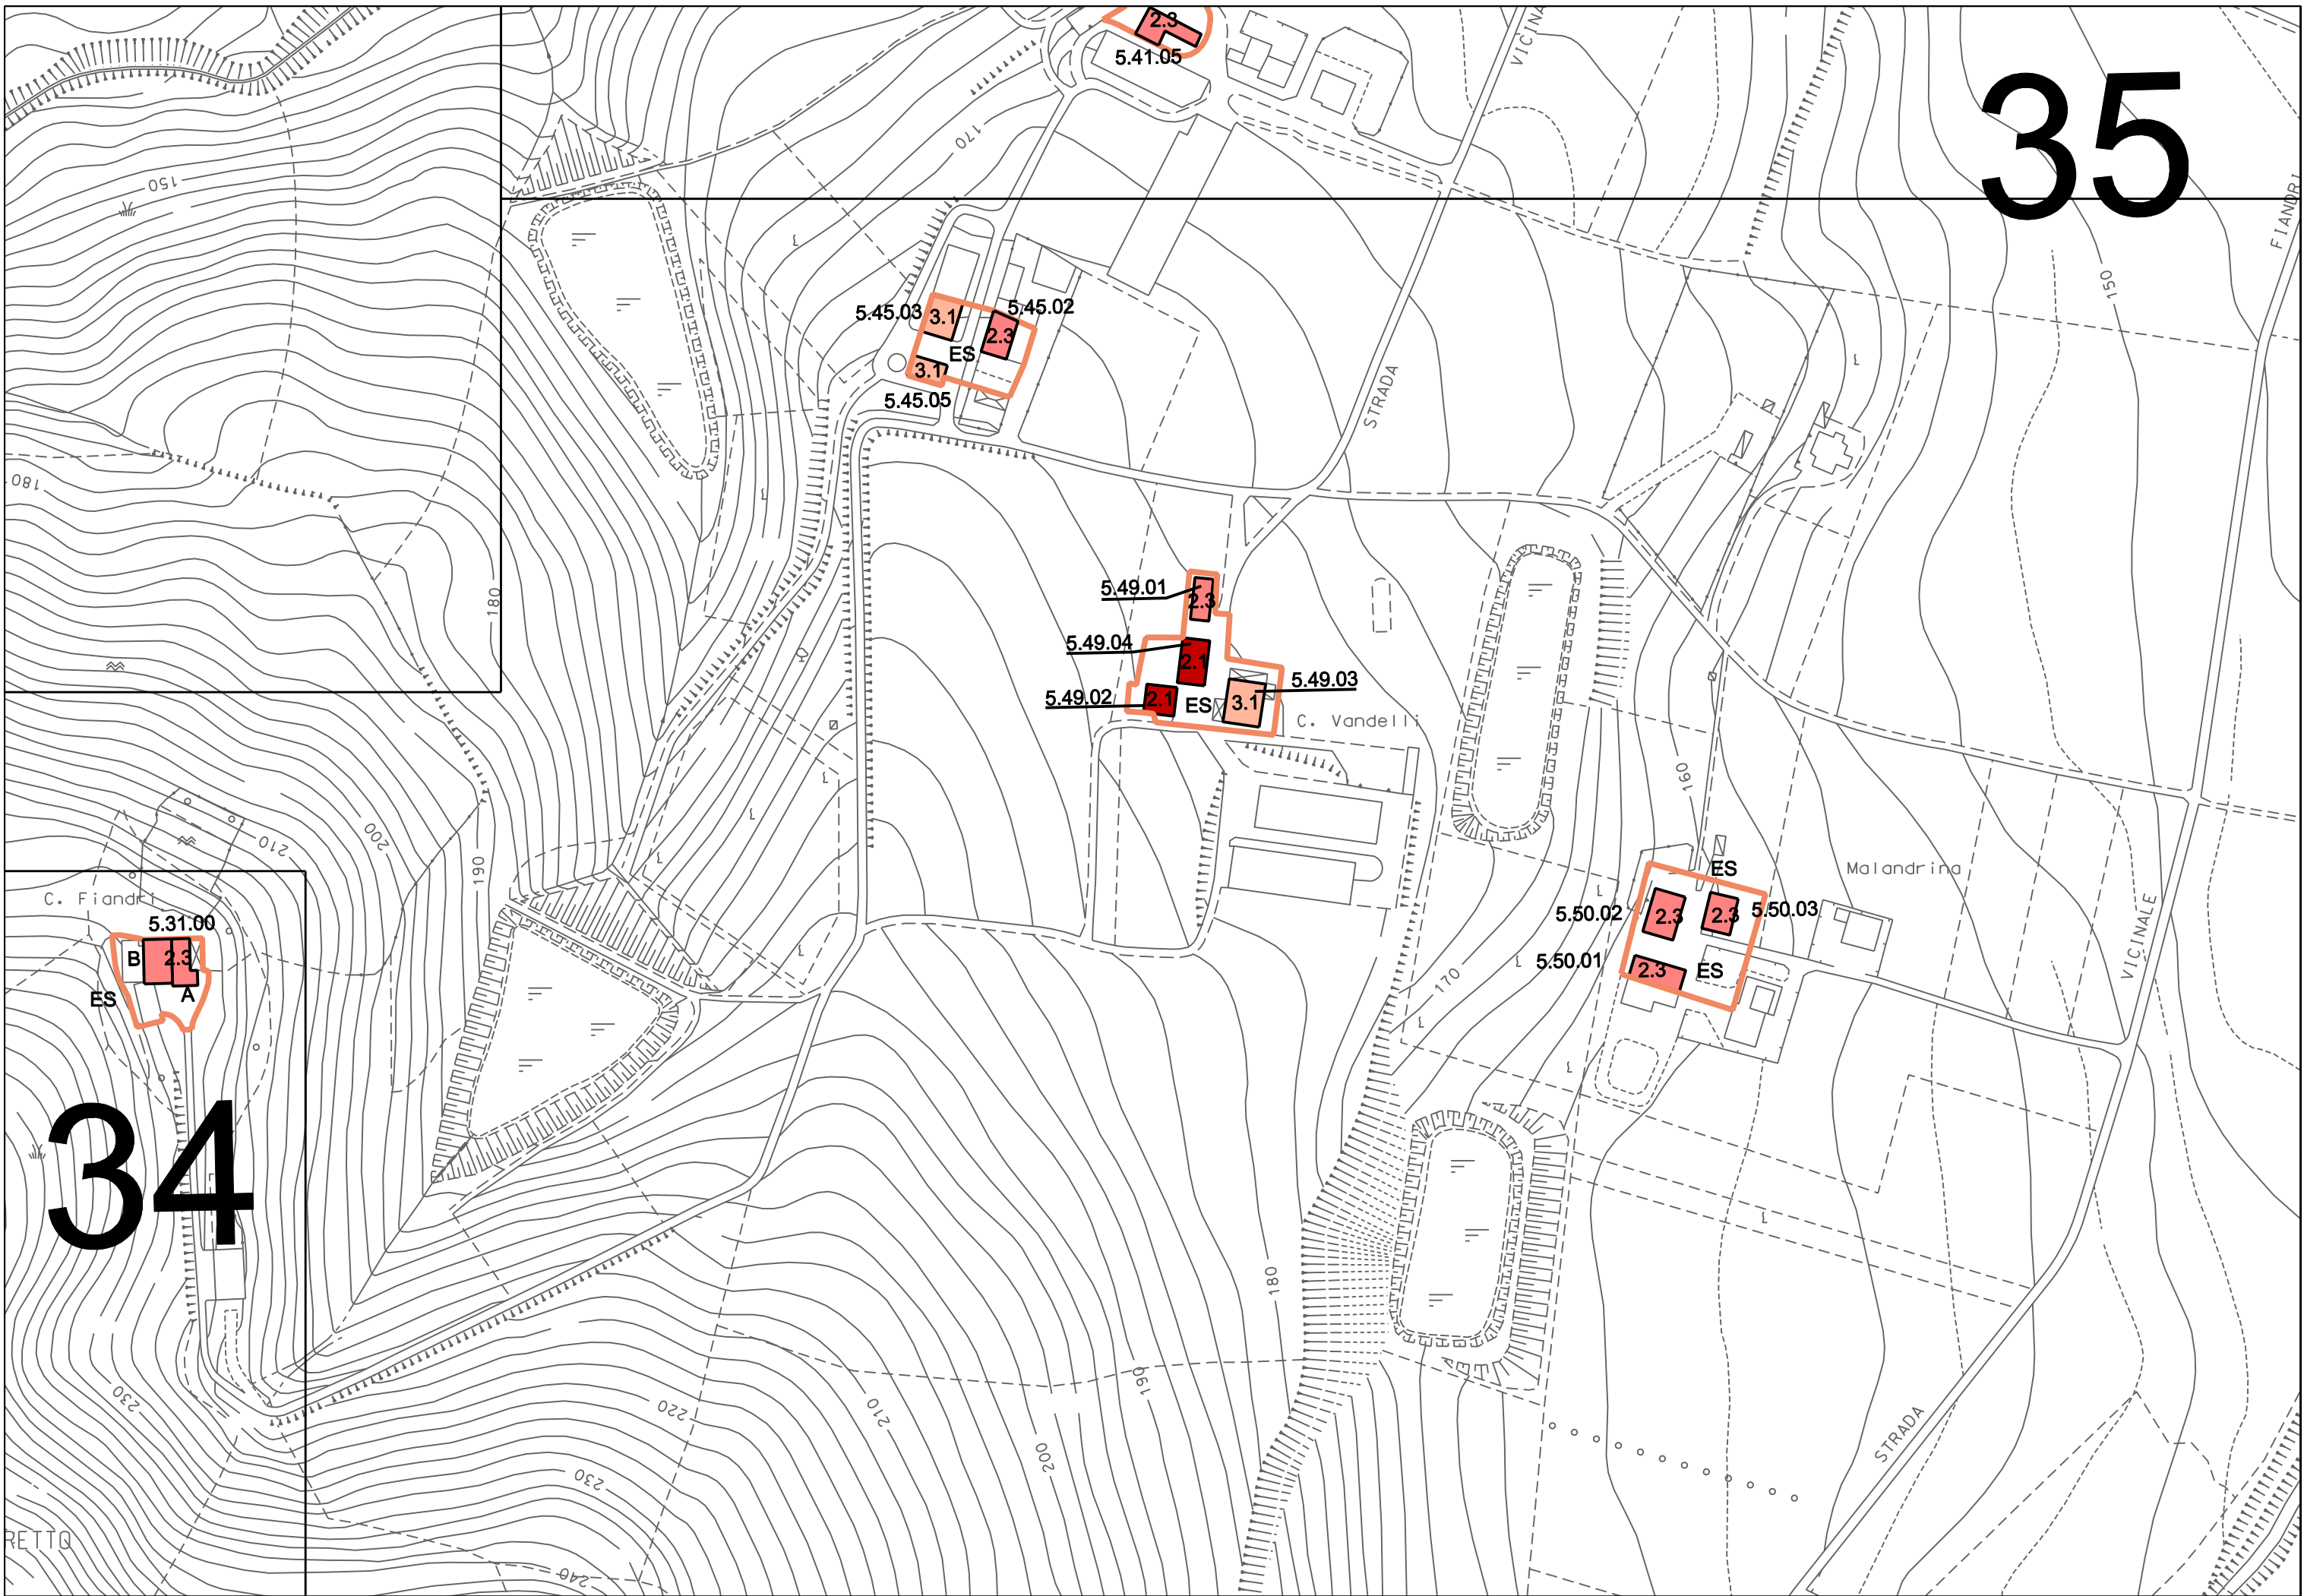 2.3
5.41.05
VICINA
35
170
150
FIANDRI
150
5.45.03
3.1
5.45.02
2.3
ES
3.1
5.45.05
STRADA
180
180
5.49.01
2.3
5.49.04
2.1
5.49.02
2.1
ES
3.1
5.49.03
C. Vandelli
160
210
200
190
Malandrina
ES
5.50.02
2.3
2.3
5.50.03
5.50.01
2.3
ES
C. Fiandri
5.31.00
B
2.3
A
ES
VICINALE
170
34
180
230
220
210
190
200
STRADA
230
240
RETTO